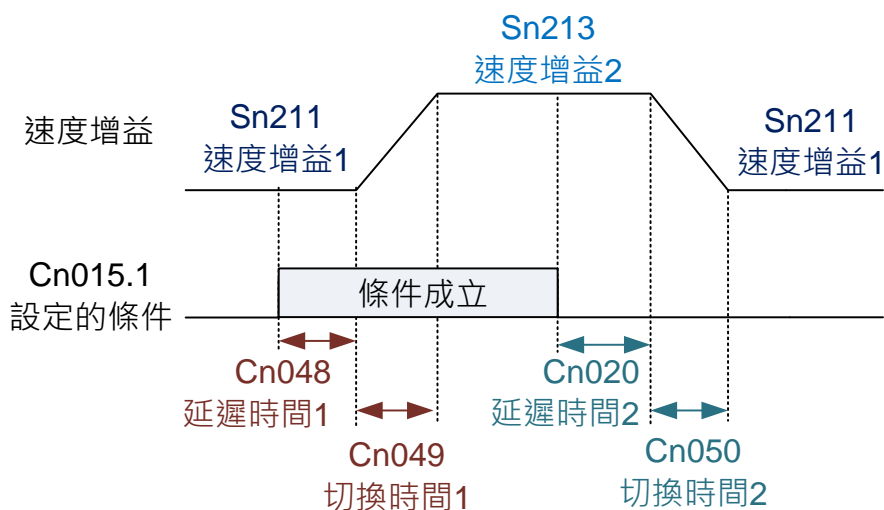 Sn213
速度增益2
速度增益
Sn211
速度增益1
Sn211
速度增益1
Cn015.1
設定的條件
條件成立
Cn048
延遲時間1
Cn020
延遲時間2
Cn049
切換時間1
Cn050
切換時間2